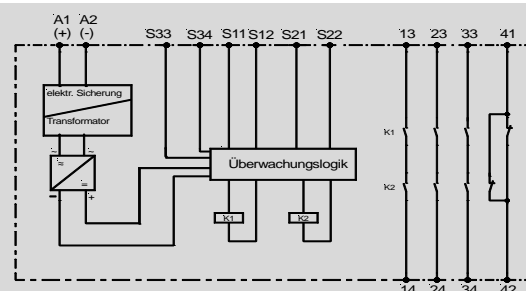 A1 A2
(+) (-) S33 S34 S11 S12 S21 S22 13 23 33 41
elektr. Sicherung
Transformator
~ ~
≈
=
− +
Überwachungslogik
K1 K2
K1
K2
14 24 34 42